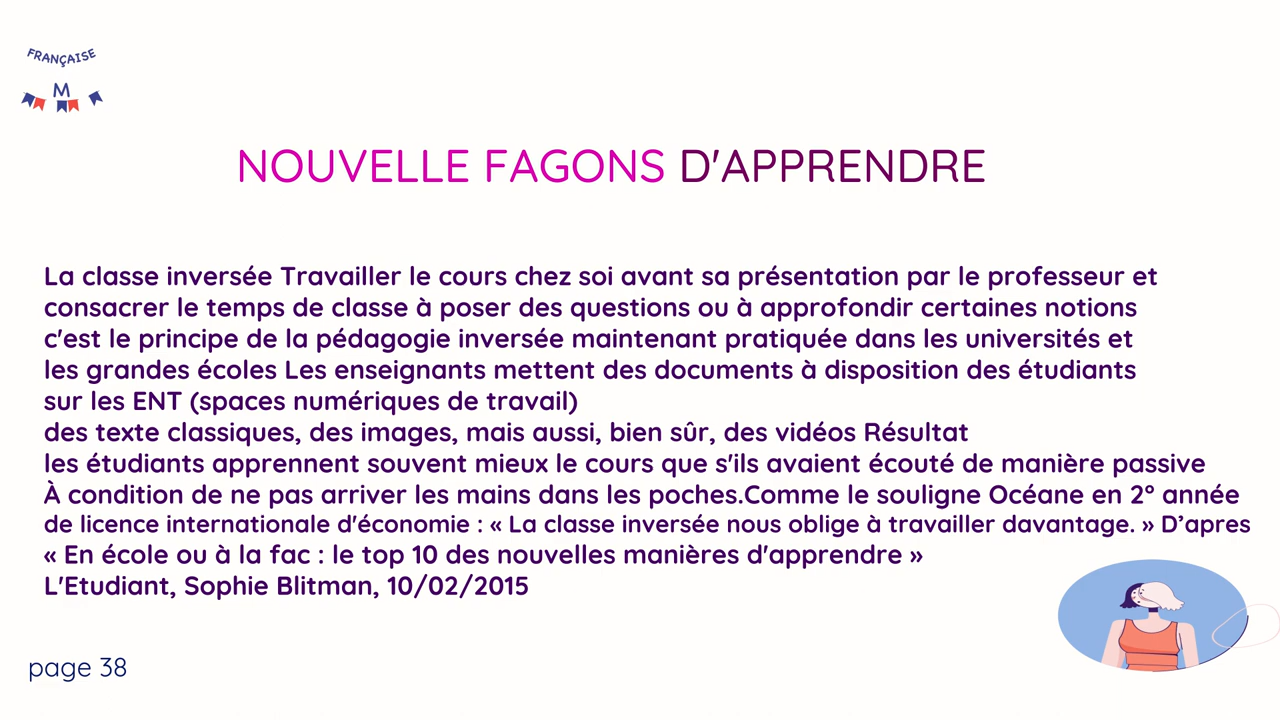 FRANÇAISE
M
NOUVELLE FAGONS D'APPRENDRE
La classe inversée Travailler le cours chez soi avant sa présentation par le professeur et
consacrer le temps de classe à poser des questions ou à approfondir certaines notions
c'est le principe de la pédagogie inversée maintenant pratiquée dans les universités et
les grandes écoles Les enseignants mettent des documents à disposition des étudiants
sur les ENT (spaces numériques de travail)
des texte classiques, des images, mais aussi, bien sûr, des vidéos Résultat
les étudiants apprennent souvent mieux le cours que s'ils avaient écouté de manière passive
À condition de ne pas arriver les mains dans les poches.Comme le souligne Océane en 2° année
de licence internationale d'économie : « La classe inversée nous oblige à travailler davantage. » D’apres
« En école ou à la fac : le top 10 des nouvelles manières d'apprendre »
L'Etudiant, Sophie Blitman, 10/02/2015
page 38